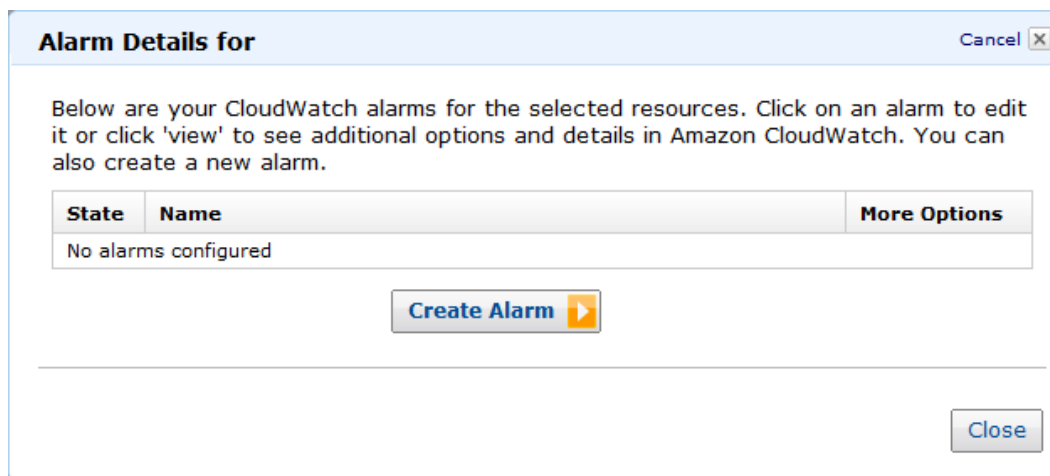 Alarm Details for
Cancel
Below are your CloudWatch alarms for the selected resources. Click on an alarm to edit
it or click 'view' to see additional options and details in Amazon CloudWatch. You can
also create a new alarm.
State Name More Options
No alarms configured
Create Alarm
Close